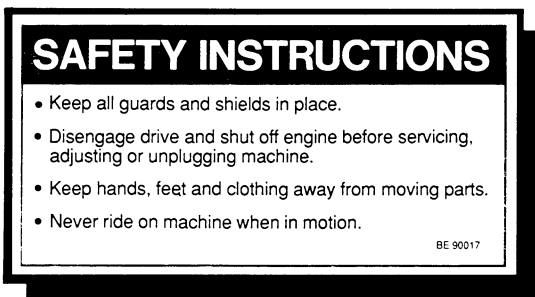 SAFETY INSTRUCTIONS
• Keep all guards and shields in place.
• Disengage drive and shut off engine before servicing,
adjusting or unplugging machine.
• Keep hands, feet and clothing away from moving parts.
• Never ride on machine when in motion.
BE 90017